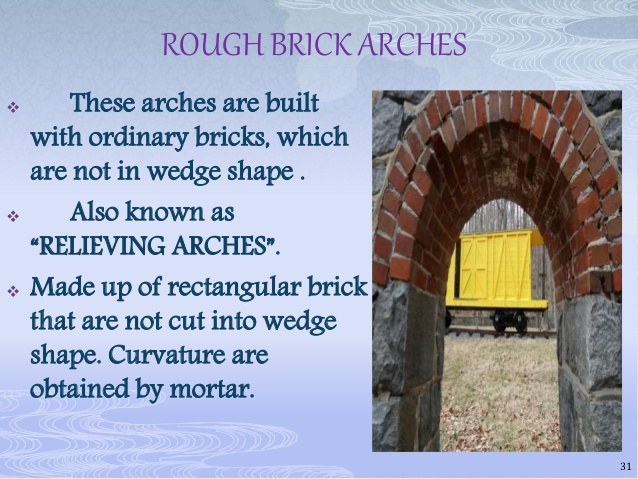 ROUGH BRICK ARCHES
These arches are built
with ordinary bricks, which
are not in wedge shape .
Also known as
“RELIEVING ARCHES”.
Made up of rectangular brick
that are not cut into wedge
shape. Curvature are
obtained by mortar.
31